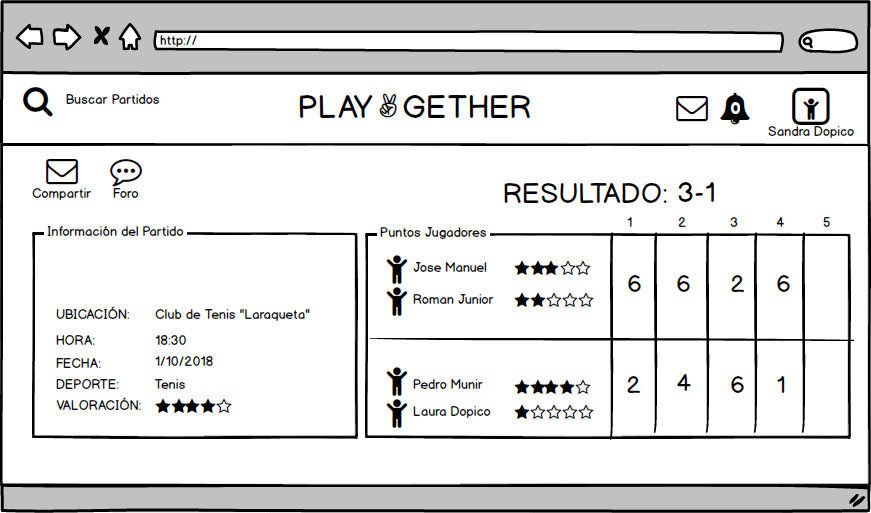 http://
Buscar Partidos
PLAY GETHER
0
Sandra Dopico
Compartir
Foro
RESULTADO: 3-1
1 2 3 4 5
Información del Partido
UBICACIÓN: Club de Tenis "Laraqueta"
HORA: 18:30
FECHA: 1/10/2018
DEPORTE: Tenis
VALORACIÓN:
Puntos Jugadores
Jose Manuel
Roman Junior
6 6 2 6
Pedro Munir
Laura Dopico
2 4 6 1